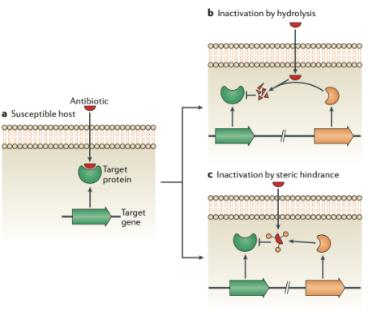 a Susceptible host
Antibiotic
Target
protein
Target
gene
b Inactivation by hydrolysis
c Inactivation by steric hindrance